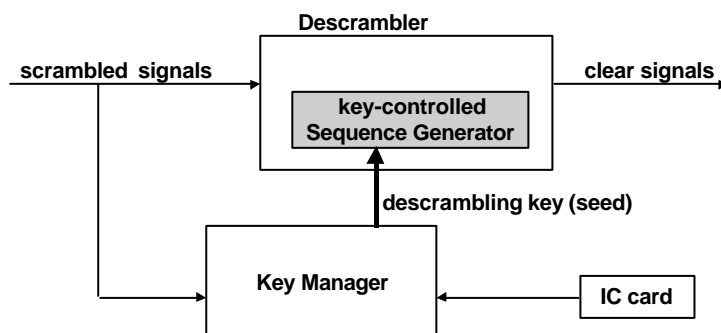 Descrambler
scrambled signals
clear signals
key-controlled
Sequence Generator
descrambling key (seed)
Key Manager
IC card